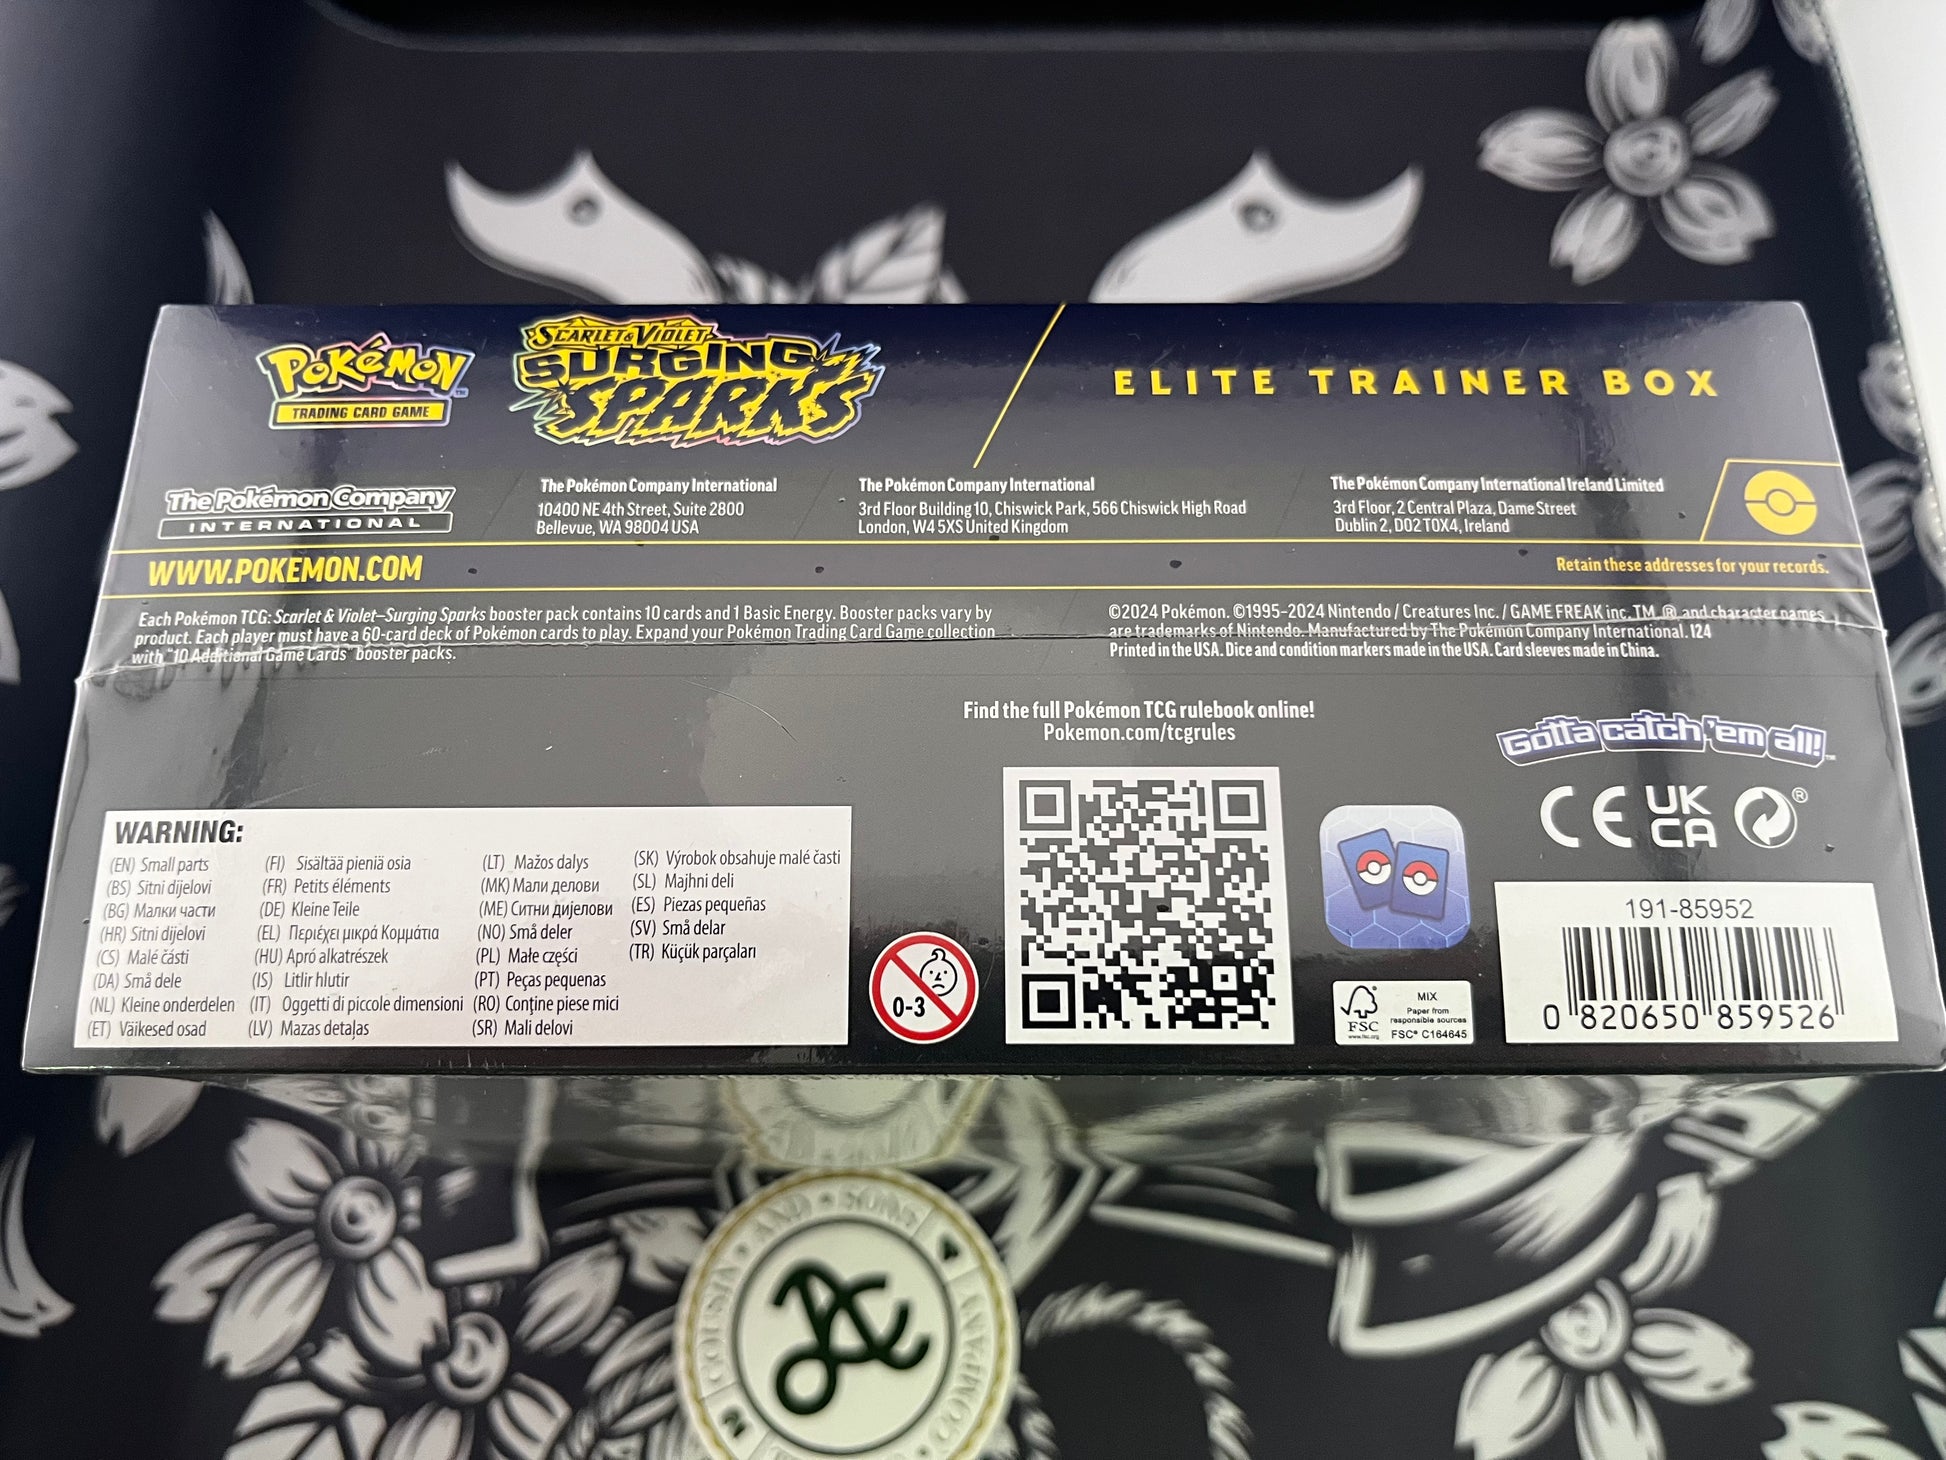 POKéMON™
TRADING CARD GAME
SCARLET & VIOLET
SURGING
SPARKS
ELITE TRAINER BOX
The Pokémon Company
INTERNATIONAL
The Pokémon Company International
10400 NE 4th Street, Suite 2800
Bellevue, WA 98004 USA
The Pokémon Company International
3rd Floor Building 10, Chiswick Park, 566 Chiswick High Road
London, W4 5XS United Kingdom
The Pokémon Company International Ireland Limited
3rd Floor, 2 Central Plaza, Dame Street
Dublin 2, D02 T0X4, Ireland
WWW.POKEMON.COM
Retain these addresses for your records.
Each Pokémon TCG: Scarlet & Violet–Surging Sparks booster pack contains 10 cards and 1 Basic Energy. Booster packs vary by
product. Each player must have a 60-card deck of Pokémon cards to play. Expand your Pokémon Trading Card Game collection
with "10 Additional Game Cards" booster packs.
©2024 Pokémon. ©1995–2024 Nintendo / Creatures Inc. / GAME FREAK inc. TM, ®, and character names
are trademarks of Nintendo. Manufactured by The Pokémon Company International. 124
Printed in the USA. Dice and condition markers made in the USA. Card sleeves made in China.
Find the full Pokémon TCG rulebook online!
Pokemon.com/tcgrules
Gotta catch 'em all!™
CE UK
CA ®
WARNING:
(EN) Small parts
(BS) Sitni dijelovi
(BG) Малки части
(HR) Sitni dijelovi
(CS) Malé části
(DA) Små dele
(NL) Kleine onderdelen
(ET) Väikesed osad
(FI) Sisältää pieniä osia
(FR) Petits éléments
(DE) Kleine Teile
(EL) Περιέχει μικρά Κομμάτια
(HU) Apró alkatrészek
(IS) Litlir hlutir
(IT) Oggetti di piccole dimensioni
(LV) Mazas detaļas
(LT) Mažos dalys
(MK) Мали делови
(ME) Ситни дијелови
(NO) Små deler
(PL) Małe części
(PT) Peças pequenas
(RO) Conține piese mici
(SR) Mali delovi
(SK) Výrobok obsahuje malé časti
(SL) Majhni deli
(ES) Piezas pequeñas
(SV) Små delar
(TR) Küçük parçaları
0-3
FSC
www.fsc.org
MIX
Paper from
responsible sources
FSC® C164645
191-85952
0 820650 859526
COUSIN AND SONS
COMPANY